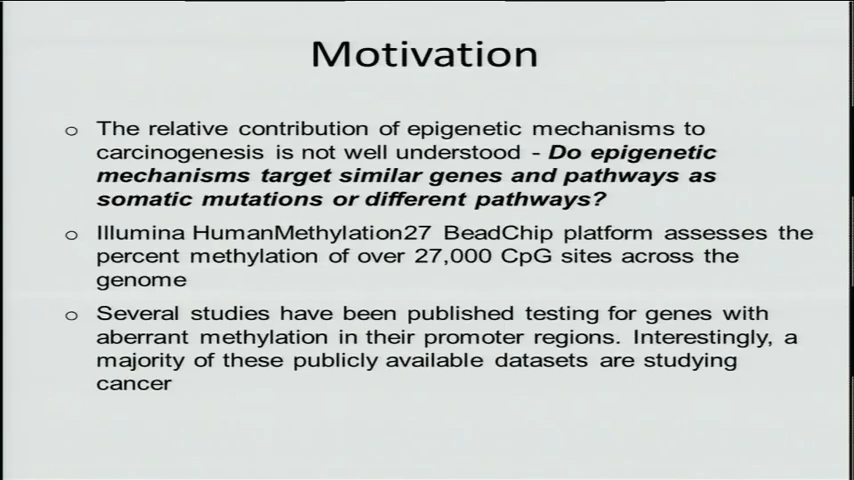 Motivation
o The relative contribution of epigenetic mechanisms to
carcinogenesis is not well understood - Do epigenetic
mechanisms target similar genes and pathways as
somatic mutations or different pathways?
o Illumina HumanMethylation27 BeadChip platform assesses the
percent methylation of over 27,000 CpG sites across the
genome
o Several studies have been published testing for genes with
aberrant methylation in their promoter regions. Interestingly, a
majority of these publicly available datasets are studying
cancer